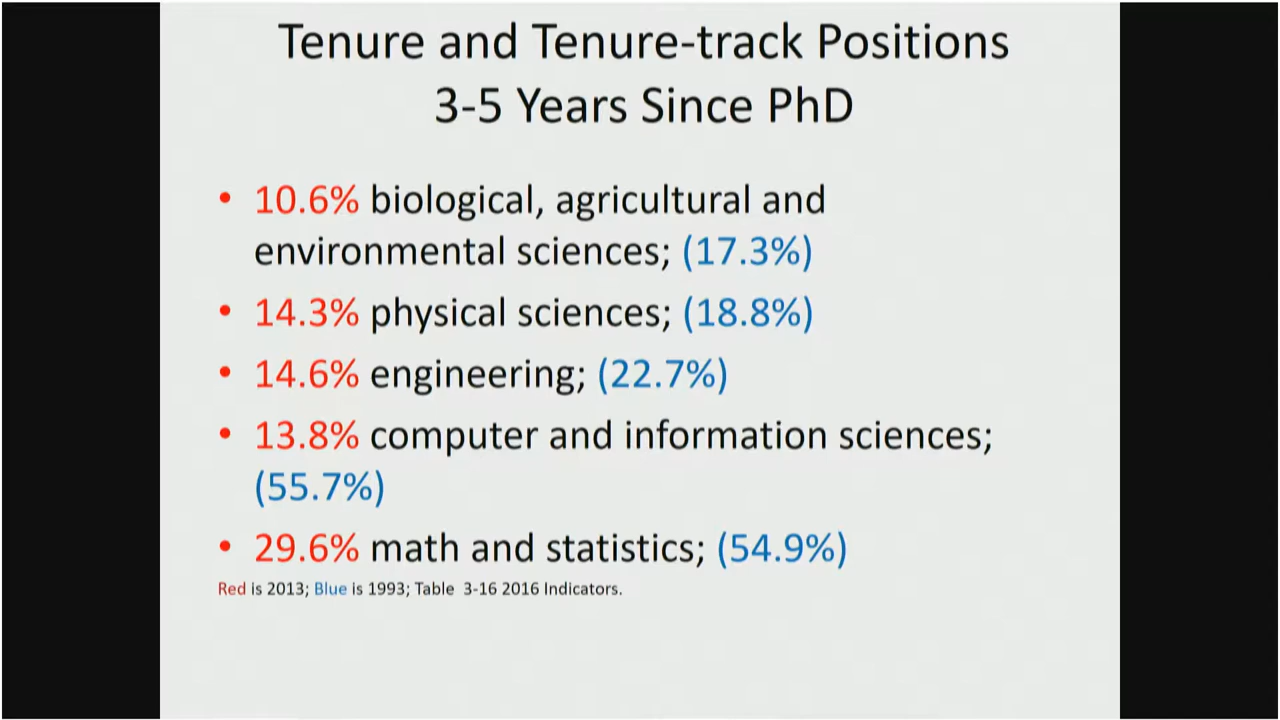 Tenure and Tenure-track Positions
3-5 Years Since PhD
• 10.6% biological, agricultural and
environmental sciences; (17.3%)
• 14.3% physical sciences; (18.8%)
• 14.6% engineering; (22.7%)
• 13.8% computer and information sciences;
(55.7%)
• 29.6% math and statistics; (54.9%)
Red is 2013; Blue is 1993; Table 3-16 2016 Indicators.